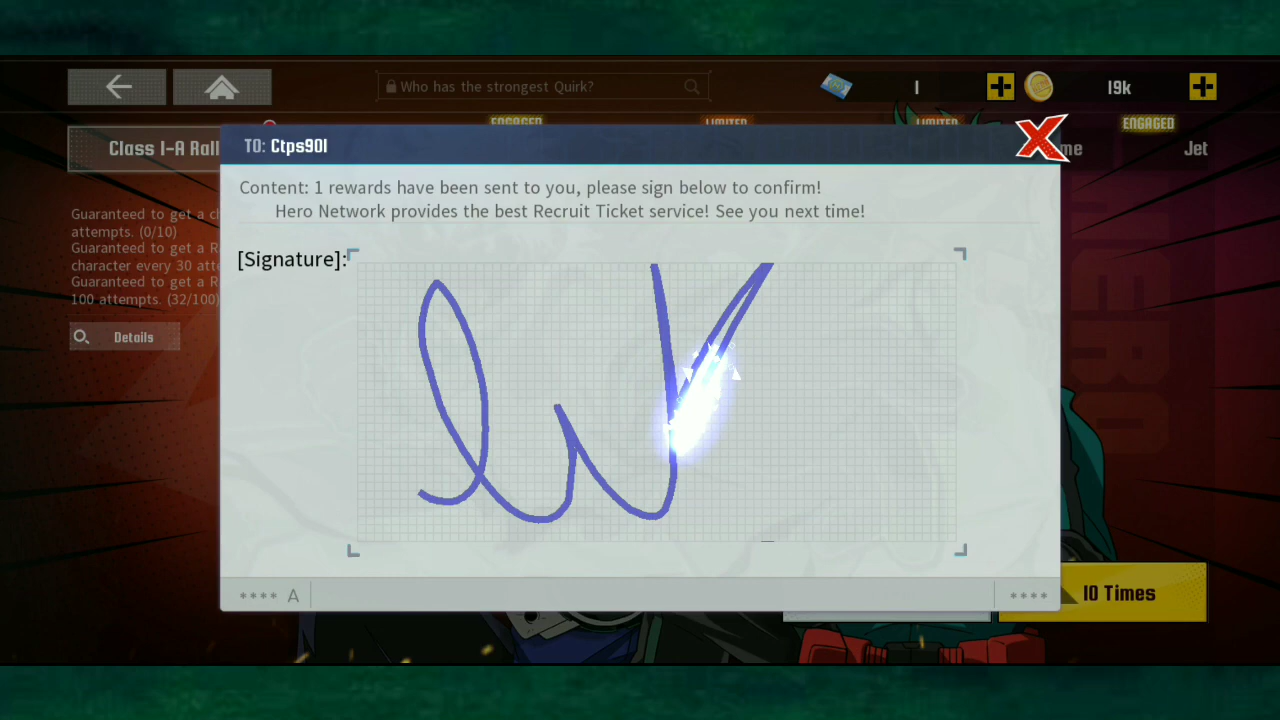 Who has the strongest Quirk?
1
19k
ENGAGED
LIMITED
LIMITED
ENGAGED
Class 1-A Rall
me
Jet
TO: Ctps901
Content: 1 rewards have been sent to you, please sign below to confirm!
Hero Network provides the best Recruit Ticket service! See you next time!
Guaranteed to get a cl
attempts. (0/10)
Guaranteed to get a R
character every 30 atte
Guaranteed to get a R
100 attempts. (32/100)
Details
[Signature]:
HERO
**** A
****
10 Times